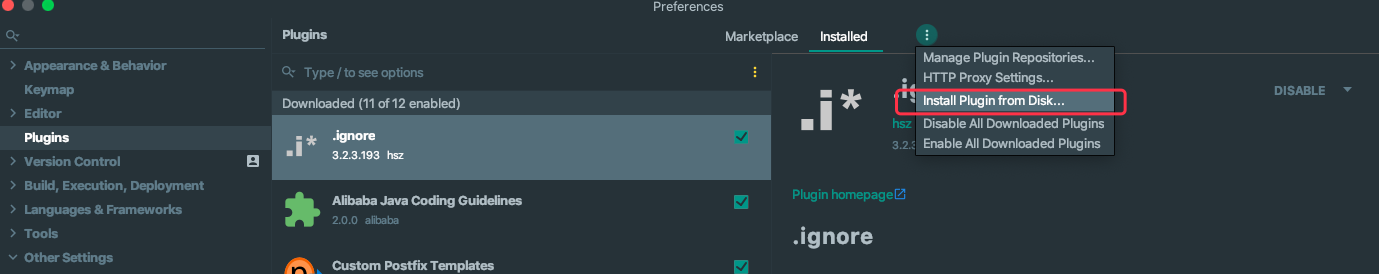 Preferences
Appearance & Behavior
Keymap
Editor
Plugins
Version Control
Build, Execution, Deployment
Languages & Frameworks
Tools
Other Settings
Plugins
Marketplace
Installed
Type / to see options
Downloaded (11 of 12 enabled)
.i*
.ignore
3.2.3.193 hsz
Alibaba Java Coding Guidelines
2.0.0 alibaba
Custom Postfix Templates
Manage Plugin Repositories...
HTTP Proxy Settings...
Install Plugin from Disk...
Disable All Downloaded Plugins
Enable All Downloaded Plugins
.i*
.ig
DISABLE
hsz
3.2.3
Plugin homepage
.ignore